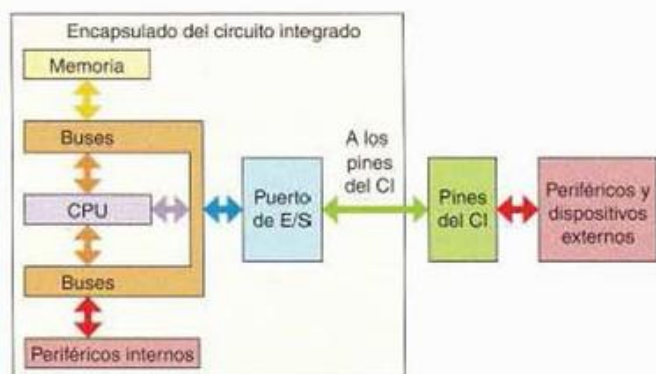 Encapsulado del circuito integrado
Memoria
Buses
CPU
Buses
Periféricos internos
Puerto
de E/S
A los
pines
del CI
Pines
del CI
Periféricos y
dispositivos
externos